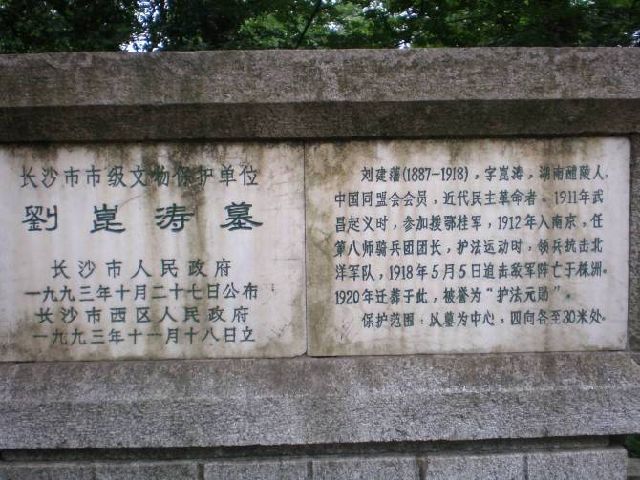 长沙市市级文物保护单位
劉崑涛墓
长沙市人民政府
一九九三年十月二十七日公布
长沙市西区人民政府
一九九三年十一月十八日立
刘建藩(1887-1918)，字崑涛，湖南醴陵人。
中国同盟会会员，近代民主革命者。1911年武
昌起义时，参加援鄂桂军，1912年入南京，任
第八师骑兵团团长，护法运动时，领兵抗击北
洋军队，1918年5月5日追击敌军阵亡于株洲。
1920年迁葬于此，被誉为“护法元勋”。
保护范围：以墓为中心，四向各至30米处。